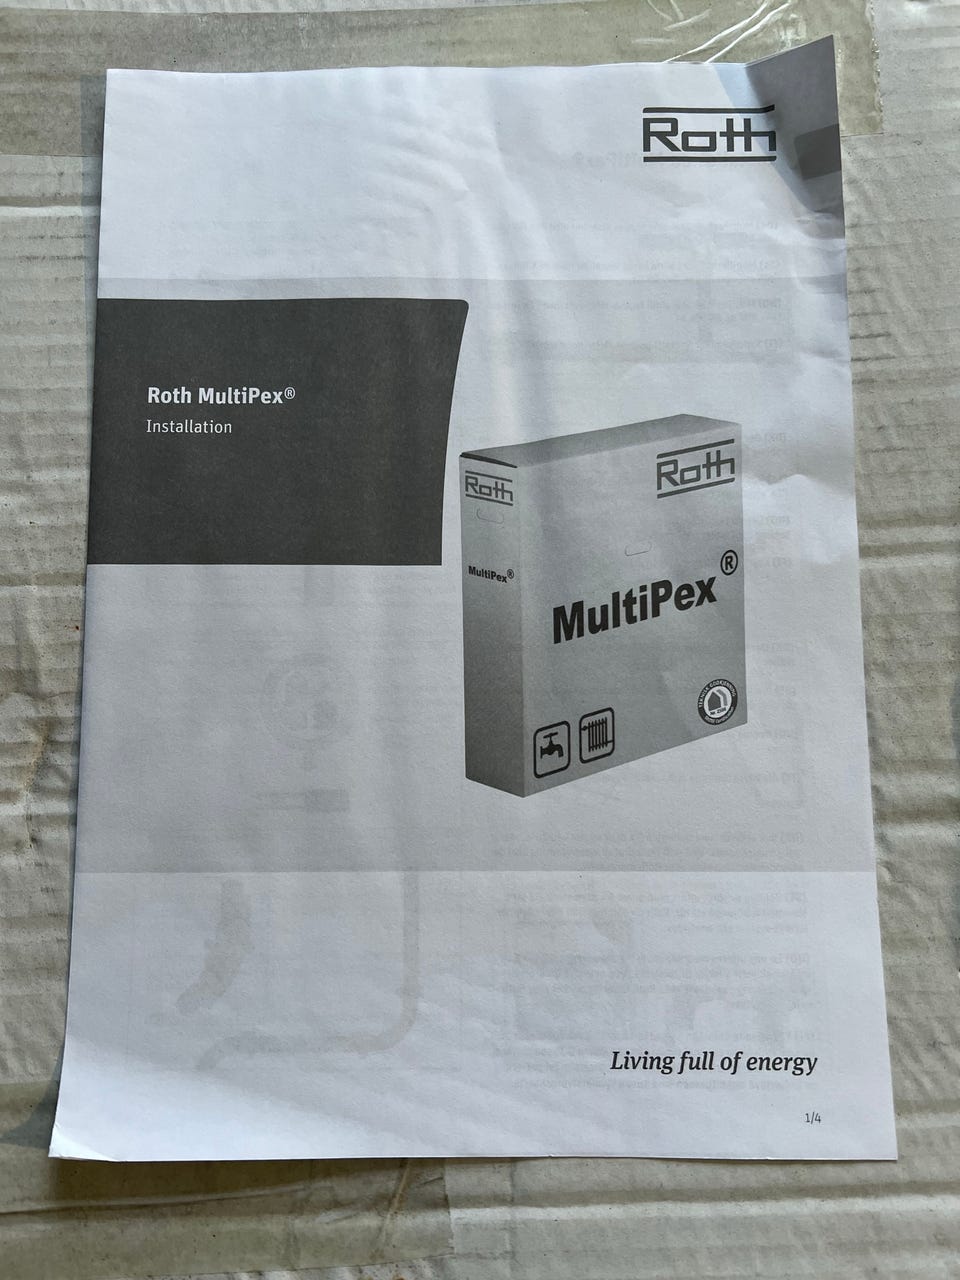 Roth
Roth MultiPex®
Installation
Roth
Roth
MultiPex®
MultiPex®
Living full of energy
1/4